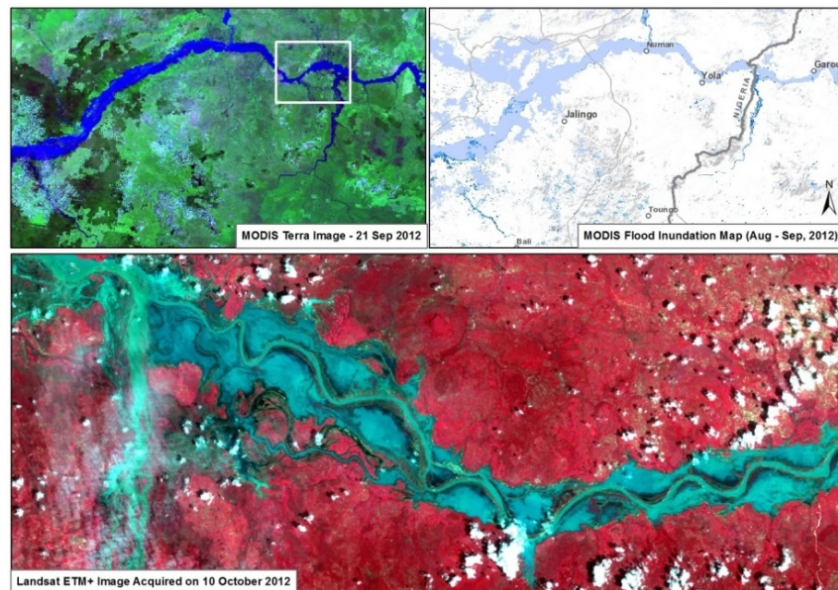 MODIS Terra Image - 21 Sep 2012
Numan
Garou
Yola
NIGERIA
Jalingo
Toungo
Bali
N
MODIS Flood Inundation Map (Aug - Sep, 2012)
Landsat ETM+ Image Acquired on 10 October 2012